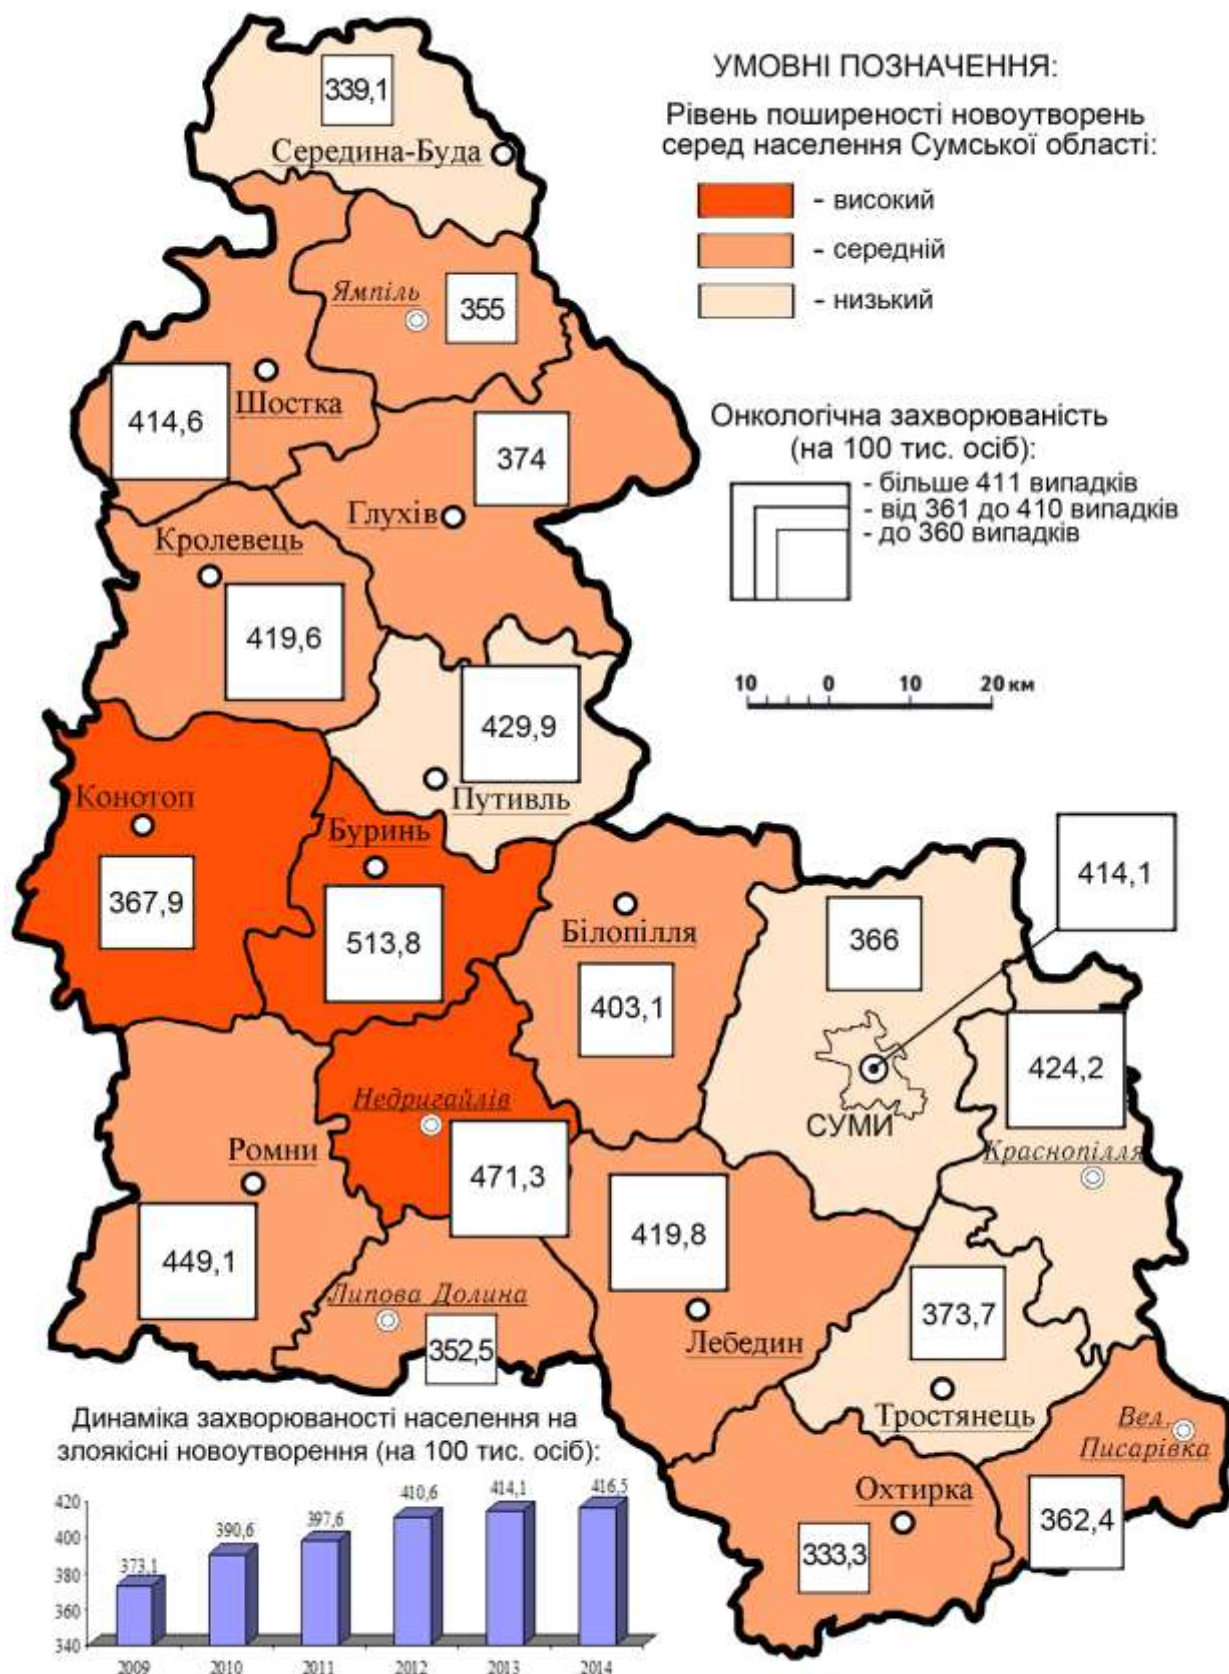 УМОВНІ ПОЗНАЧЕННЯ:
Рівень поширеності новоутворень
серед населення Сумської області:
- високий
- середній
- низький
Онкологічна захворюваність
(на 100 тис. осіб):
- більше 411 випадків
- від 361 до 410 випадків
- до 360 випадків
10 0 10 20 км
339,1
Середина-Буда
Ямпіль
355
Шостка
414,6
374
Глухів
Кролевець
419,6
429,9
Путивль
Конотоп
367,9
Буринь
513,8
Білопілля
403,1
366
414,1
СУМИ
424,2
Краснопілля
Недригайлів
471,3
Ромни
449,1
Липова Долина
352,5
419,8
Лебедин
373,7
Тростянець
Вел.
Писарівка
362,4
Охтирка
333,3
Динаміка захворюваності населення на
злоякісні новоутворення (на 100 тис. осіб):
420
400
380
360
340
373,1
390,6
397,6
410,6
414,1
416,5
2009 2010 2011 2012 2013 2014